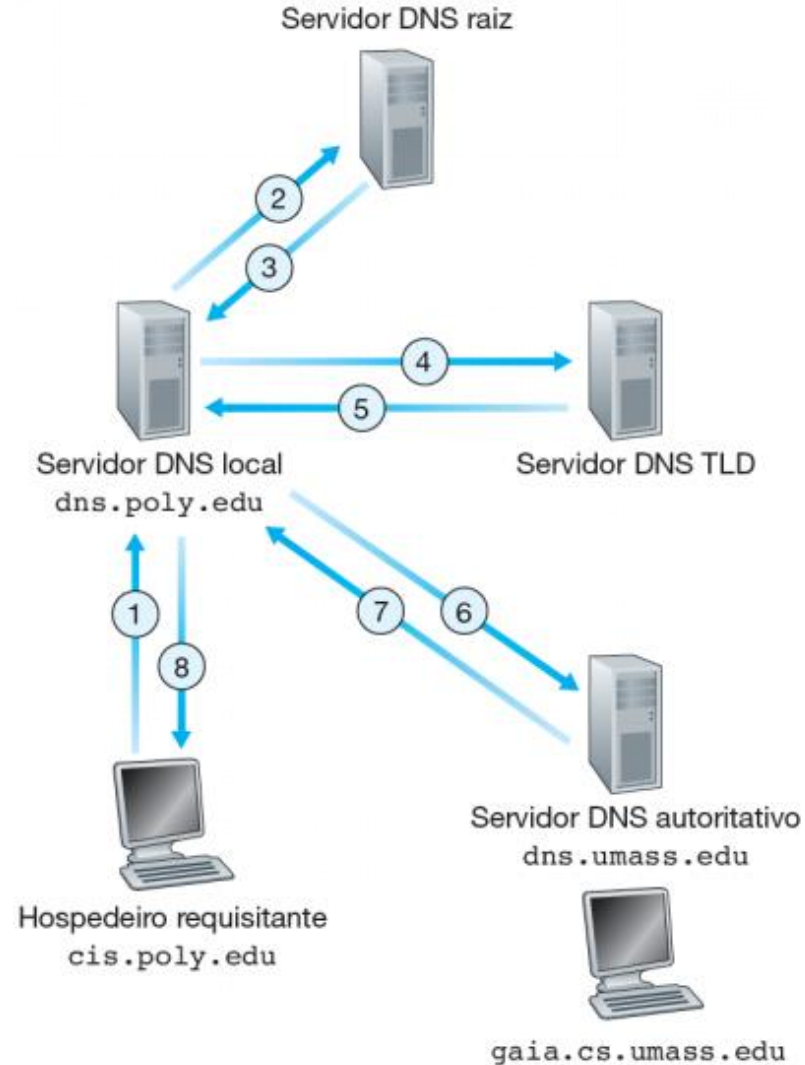 Servidor DNS raiz
2
3
4
5
Servidor DNS local
dns.poly.edu
Servidor DNS TLD
1
8
7
6
Servidor DNS autoritativo
dns.umass.edu
Hospedeiro requisitante
cis.poly.edu
gaia.cs.umass.edu